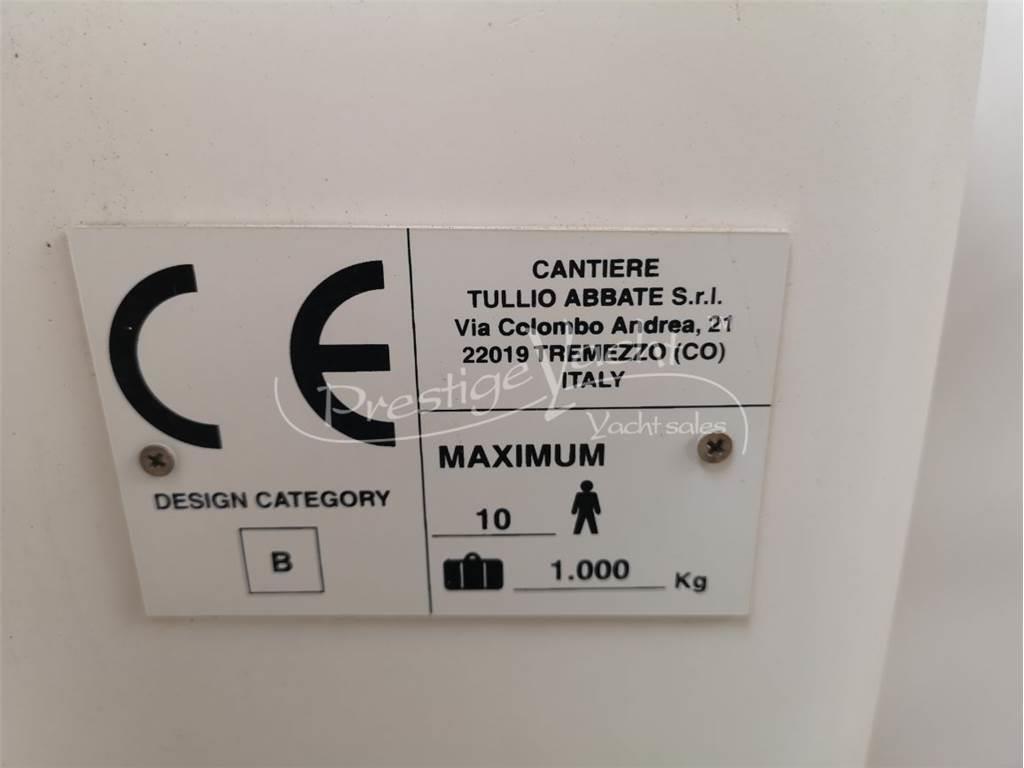 CE
CANTIERE
TULLIO ABBATE S.r.l.
Via Colombo Andrea, 21
22019 TREMEZZO (CO)
ITALY
Prestige Yacht
Yacht sales
DESIGN CATEGORY
B
MAXIMUM
10
1.000 Kg